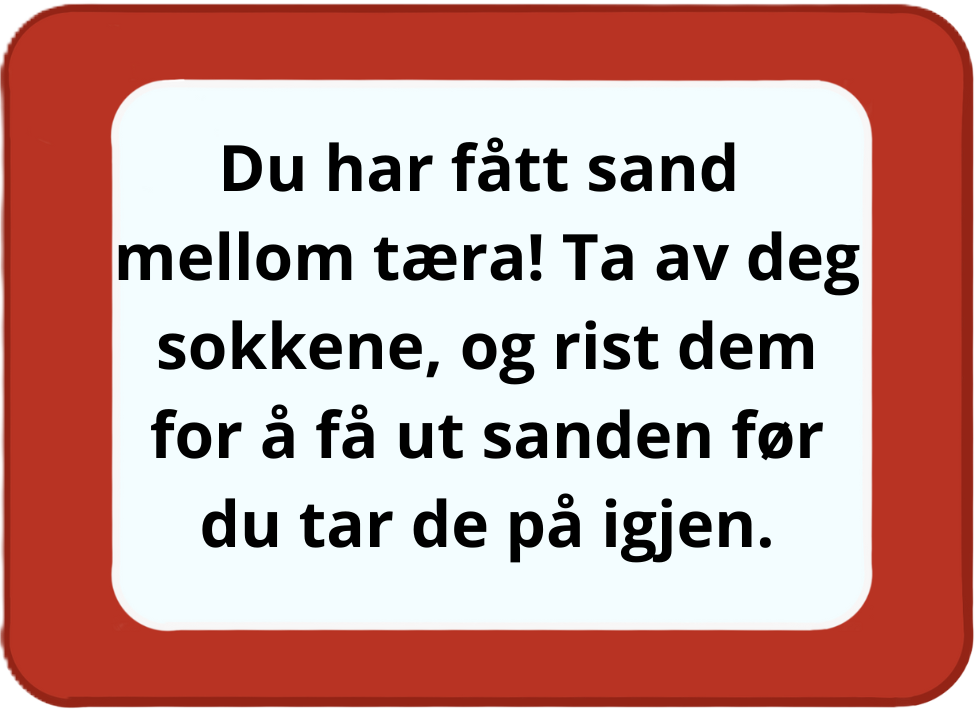 Du har fått sand
mellom tæra! Ta av deg
sokkene, og rist dem
for å få ut sanden før
du tar de på igjen.